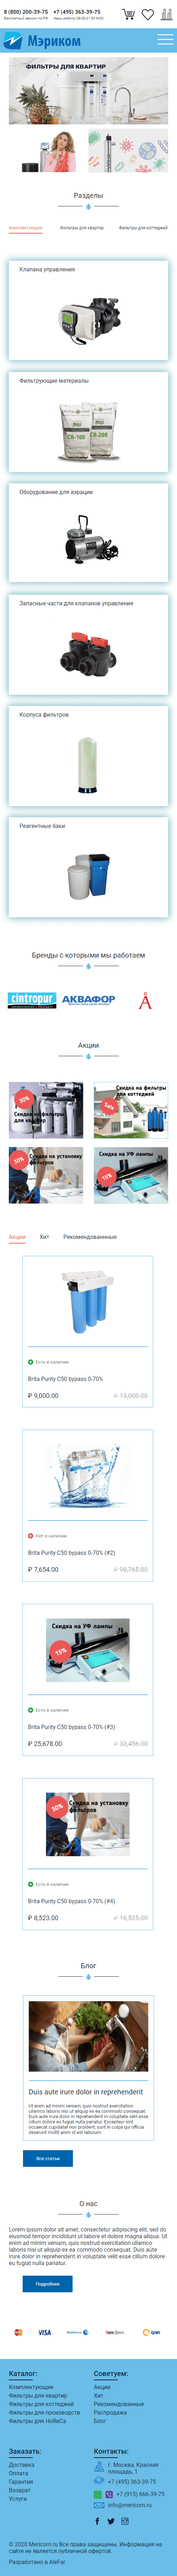 8 (800) 200-39-75 +7 (495) 363-39-75
Бесплатный звонок по РФ Часы работы 09:00-21:00 МСК
Мэриком
ФИЛЬТРЫ ДЛЯ КВАРТИР
Разделы
Комплектующие Фильтры для квартир Фильтры для коттеджей
Клапана управления
Фильтрующие материалы
CR-100 CR-200
Оборудование для аэрации
Запасные части для клапанов управления
Корпуса фильтров
Реагентные баки
Бренды с которыми мы работаем
cintropur
АКВАФОР
Акции
30%
Скидка на фильтры
для квартир
Скидка на фильтры
для коттеджей
30%
Скидка на установку
фильтров
Скидка на УФ лампы
15%
Акции Хит Рекомендованнные
Есть в наличии
Brita Purity C50 bypass 0-70%
₽ 9,000.00 ₽ 13,000.00
Нет в наличии
Brita Purity C50 bypass 0-70% (#2)
₽ 7,654.00 ₽ 98,765.00
Скидка на УФ лампы
15%
Есть в наличии
Brita Purity C50 bypass 0-70% (#3)
₽ 25,678.00 ₽ 33,456.00
30%
Скидка на установку
фильтров
Есть в наличии
Brita Purity C50 bypass 0-70% (#4)
₽ 8,523.00 ₽ 16,525.00
Блог
Duis aute irure dolor in reprehenderit
Ut enim ad minim veniam, quis nostrud exercitation
ullamco laboris nisi ut aliquip ex ea commodo consequat.
Duis aute irure dolor in reprehenderit in voluptate velit esse
cillum dolore eu fugiat nulla pariatur. Excepteur sint
occaecat cupidatat non proident, sunt in culpa qui officia
deserunt mollit anim id est laborum
Все статьи
О нас
Lorem ipsum dolor sit amet, consectetur adipiscing elit, sed do
eiusmod tempor incididunt ut labore et dolore magna aliqua. Ut
enim ad minim veniam, quis nostrud exercitation ullamco
laboris nisi ut aliquip ex ea commodo consequat. Duis aute
irure dolor in reprehenderit in voluptate velit esse cillum dolore
eu fugiat nulla pariatur.
Подробнее
VISA
Каталог: Советуем:
Комплектующие Акции
Фильтры для квартир Хит
Фильтры для коттеджей Рекомендованные
Фильтры для производств Распродажа
Фильтры для HoReCa Блог
Заказать: Контакты:
Доставка г. Москва, Красная
Оплата площадь, 1
Гарантия +7 (495) 363-39-75
Возврат +7 (915) 666-39-75
Услуги info@mericom.ru
© 2020 Mericom.ru Все права защищены. Информация на
сайте не является публичной офертой.
Разработано в AleFar